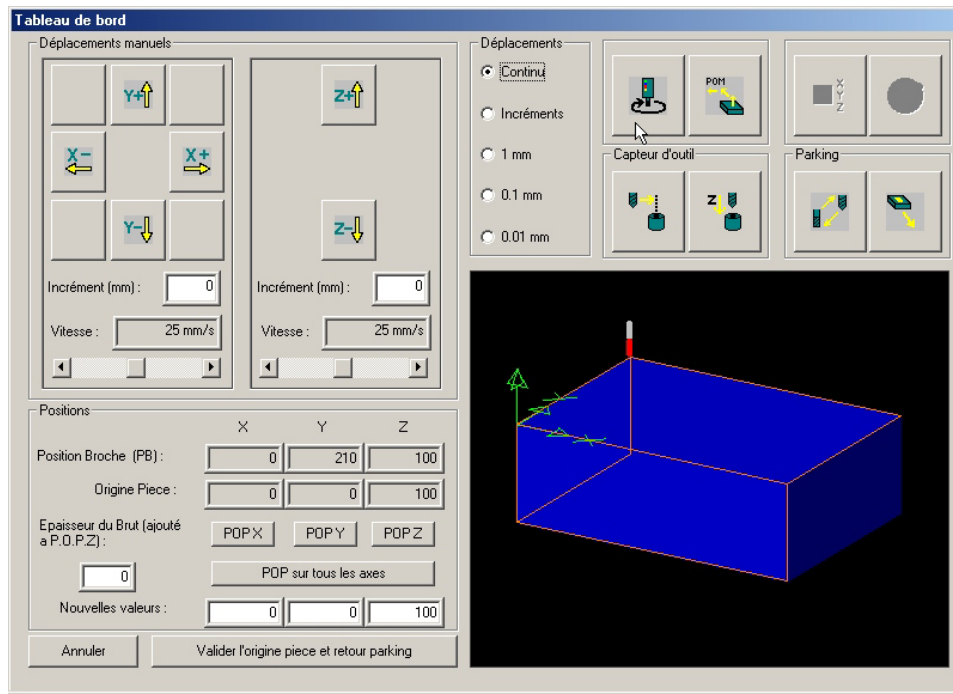 Tableau de bord
Déplacements manuels
Y+
Z+
X-
X+
Y-
Z-
Incrément (mm) : 0
Incrément (mm) : 0
Vitesse : 25 mm/s
Vitesse : 25 mm/s
Déplacements
Continu
Incréments
1 mm
0.1 mm
0.01 mm
POM
X
Y
Z
Capteur d'outil
Z
Parking
Positions
X Y Z
Position Broche (PB) : 0 210 100
Origine Piece : 0 0 100
Epaisseur du Brut (ajouté
a P.O.P.Z) :
POP X POP Y POP Z
0
POP sur tous les axes
Nouvelles valeurs : 0 0 100
Annuler
Valider l'origine piece et retour parking